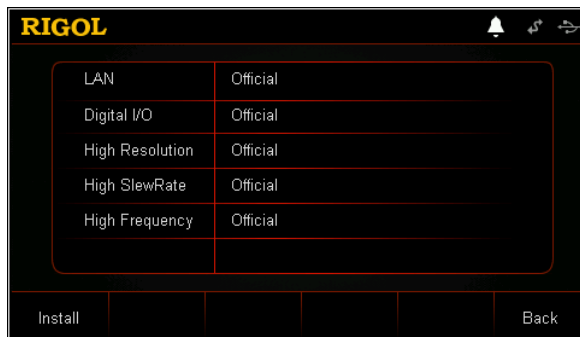 RIGOL
LAN Official
Digital I/O Official
High Resolution Official
High SlewRate Official
High Frequency Official
Install Back